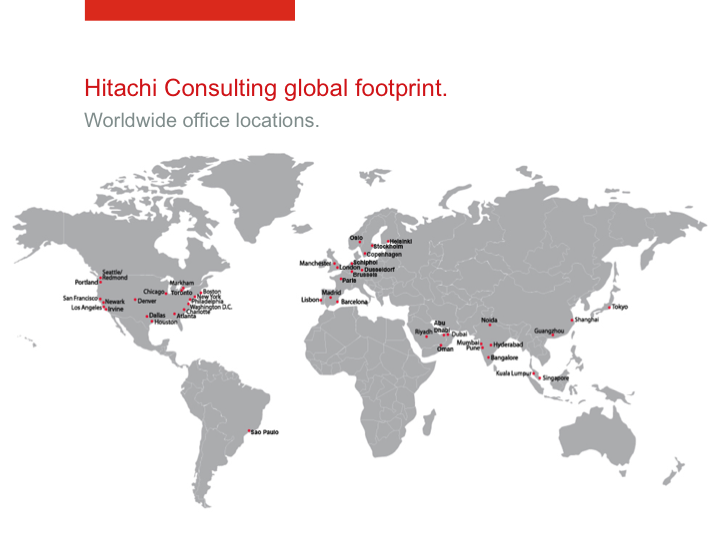 Hitachi Consulting global footprint.
Worldwide office locations.
Oslo
Helsinki
Stockholm
Copenhagen
Manchester
London
Schiphol
Duesseldorf
Brussels
Paris
Madrid
Lisbon
Barcelona
Seattle/
Redmond
Portland
San Francisco
Newark
Los Angeles
Irvine
Denver
Chicago
Markham
Toronto
Boston
New York
Philadelphia
Washington D.C.
Charlotte
Atlanta
Dallas
Houston
Sao Paulo
Riyadh
Abu
Dhabi
Dubai
Oman
Noida
Mumbai
Pune
Hyderabad
Bangalore
Guangzhou
Shanghai
Tokyo
Kuala Lumpur
Singapore